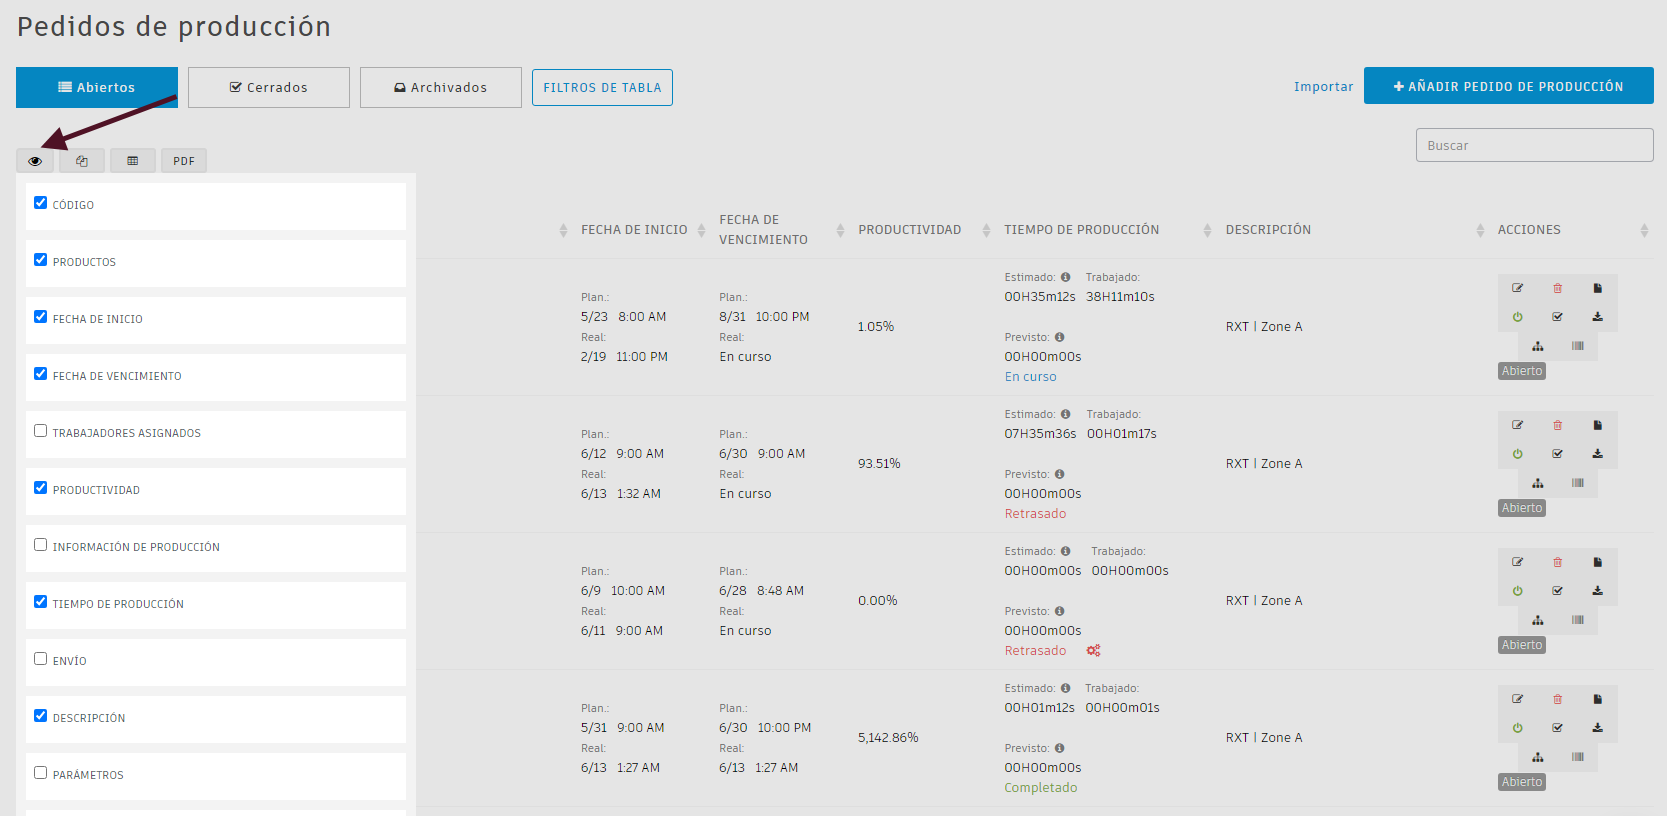 Pedidos de producción
Abiertos
Cerrados
Archivados
FILTROS DE TABLA
Importar
AÑADIR PEDIDO DE PRODUCCIÓN
Buscar
PDF
CÓDIGO
PRODUCTOS
FECHA DE INICIO
FECHA DE VENCIMIENTO
TRABAJADORES ASIGNADOS
PRODUCTIVIDAD
INFORMACIÓN DE PRODUCCIÓN
TIEMPO DE PRODUCCIÓN
ENVÍO
DESCRIPCIÓN
PARÁMETROS
FECHA DE INICIO
FECHA DE
VENCIMIENTO
PRODUCTIVIDAD
TIEMPO DE PRODUCCIÓN
DESCRIPCIÓN
ACCIONES
Plan.:
5/23 8:00 AM
Real:
2/19 11:00 PM
Plan.:
8/31 10:00 PM
Real:
En curso
1.05%
Estimado: Trabajado:
00H35m12s 38H11m10s
Previsto:
00H00m00s
En curso
RXT | Zone A
Abierto
Plan.:
6/12 9:00 AM
Real:
6/13 1:32 AM
Plan.:
6/30 9:00 AM
Real:
En curso
93.51%
Estimado: Trabajado:
07H35m36s 00H01m17s
Previsto:
00H00m00s
Retrasado
RXT | Zone A
Abierto
Plan.:
6/9 10:00 AM
Real:
6/11 9:00 AM
Plan.:
6/28 8:48 AM
Real:
En curso
0.00%
Estimado: Trabajado:
00H00m00s 00H00m00s
Previsto:
00H00m00s
Retrasado
RXT | Zone A
Abierto
Plan.:
5/31 9:00 AM
Real:
6/13 1:27 AM
Plan.:
6/30 10:00 PM
Real:
6/13 1:27 AM
5,142.86%
Estimado: Trabajado:
00H01m12s 00H00m01s
Previsto:
00H00m00s
Completado
RXT | Zone A
Abierto